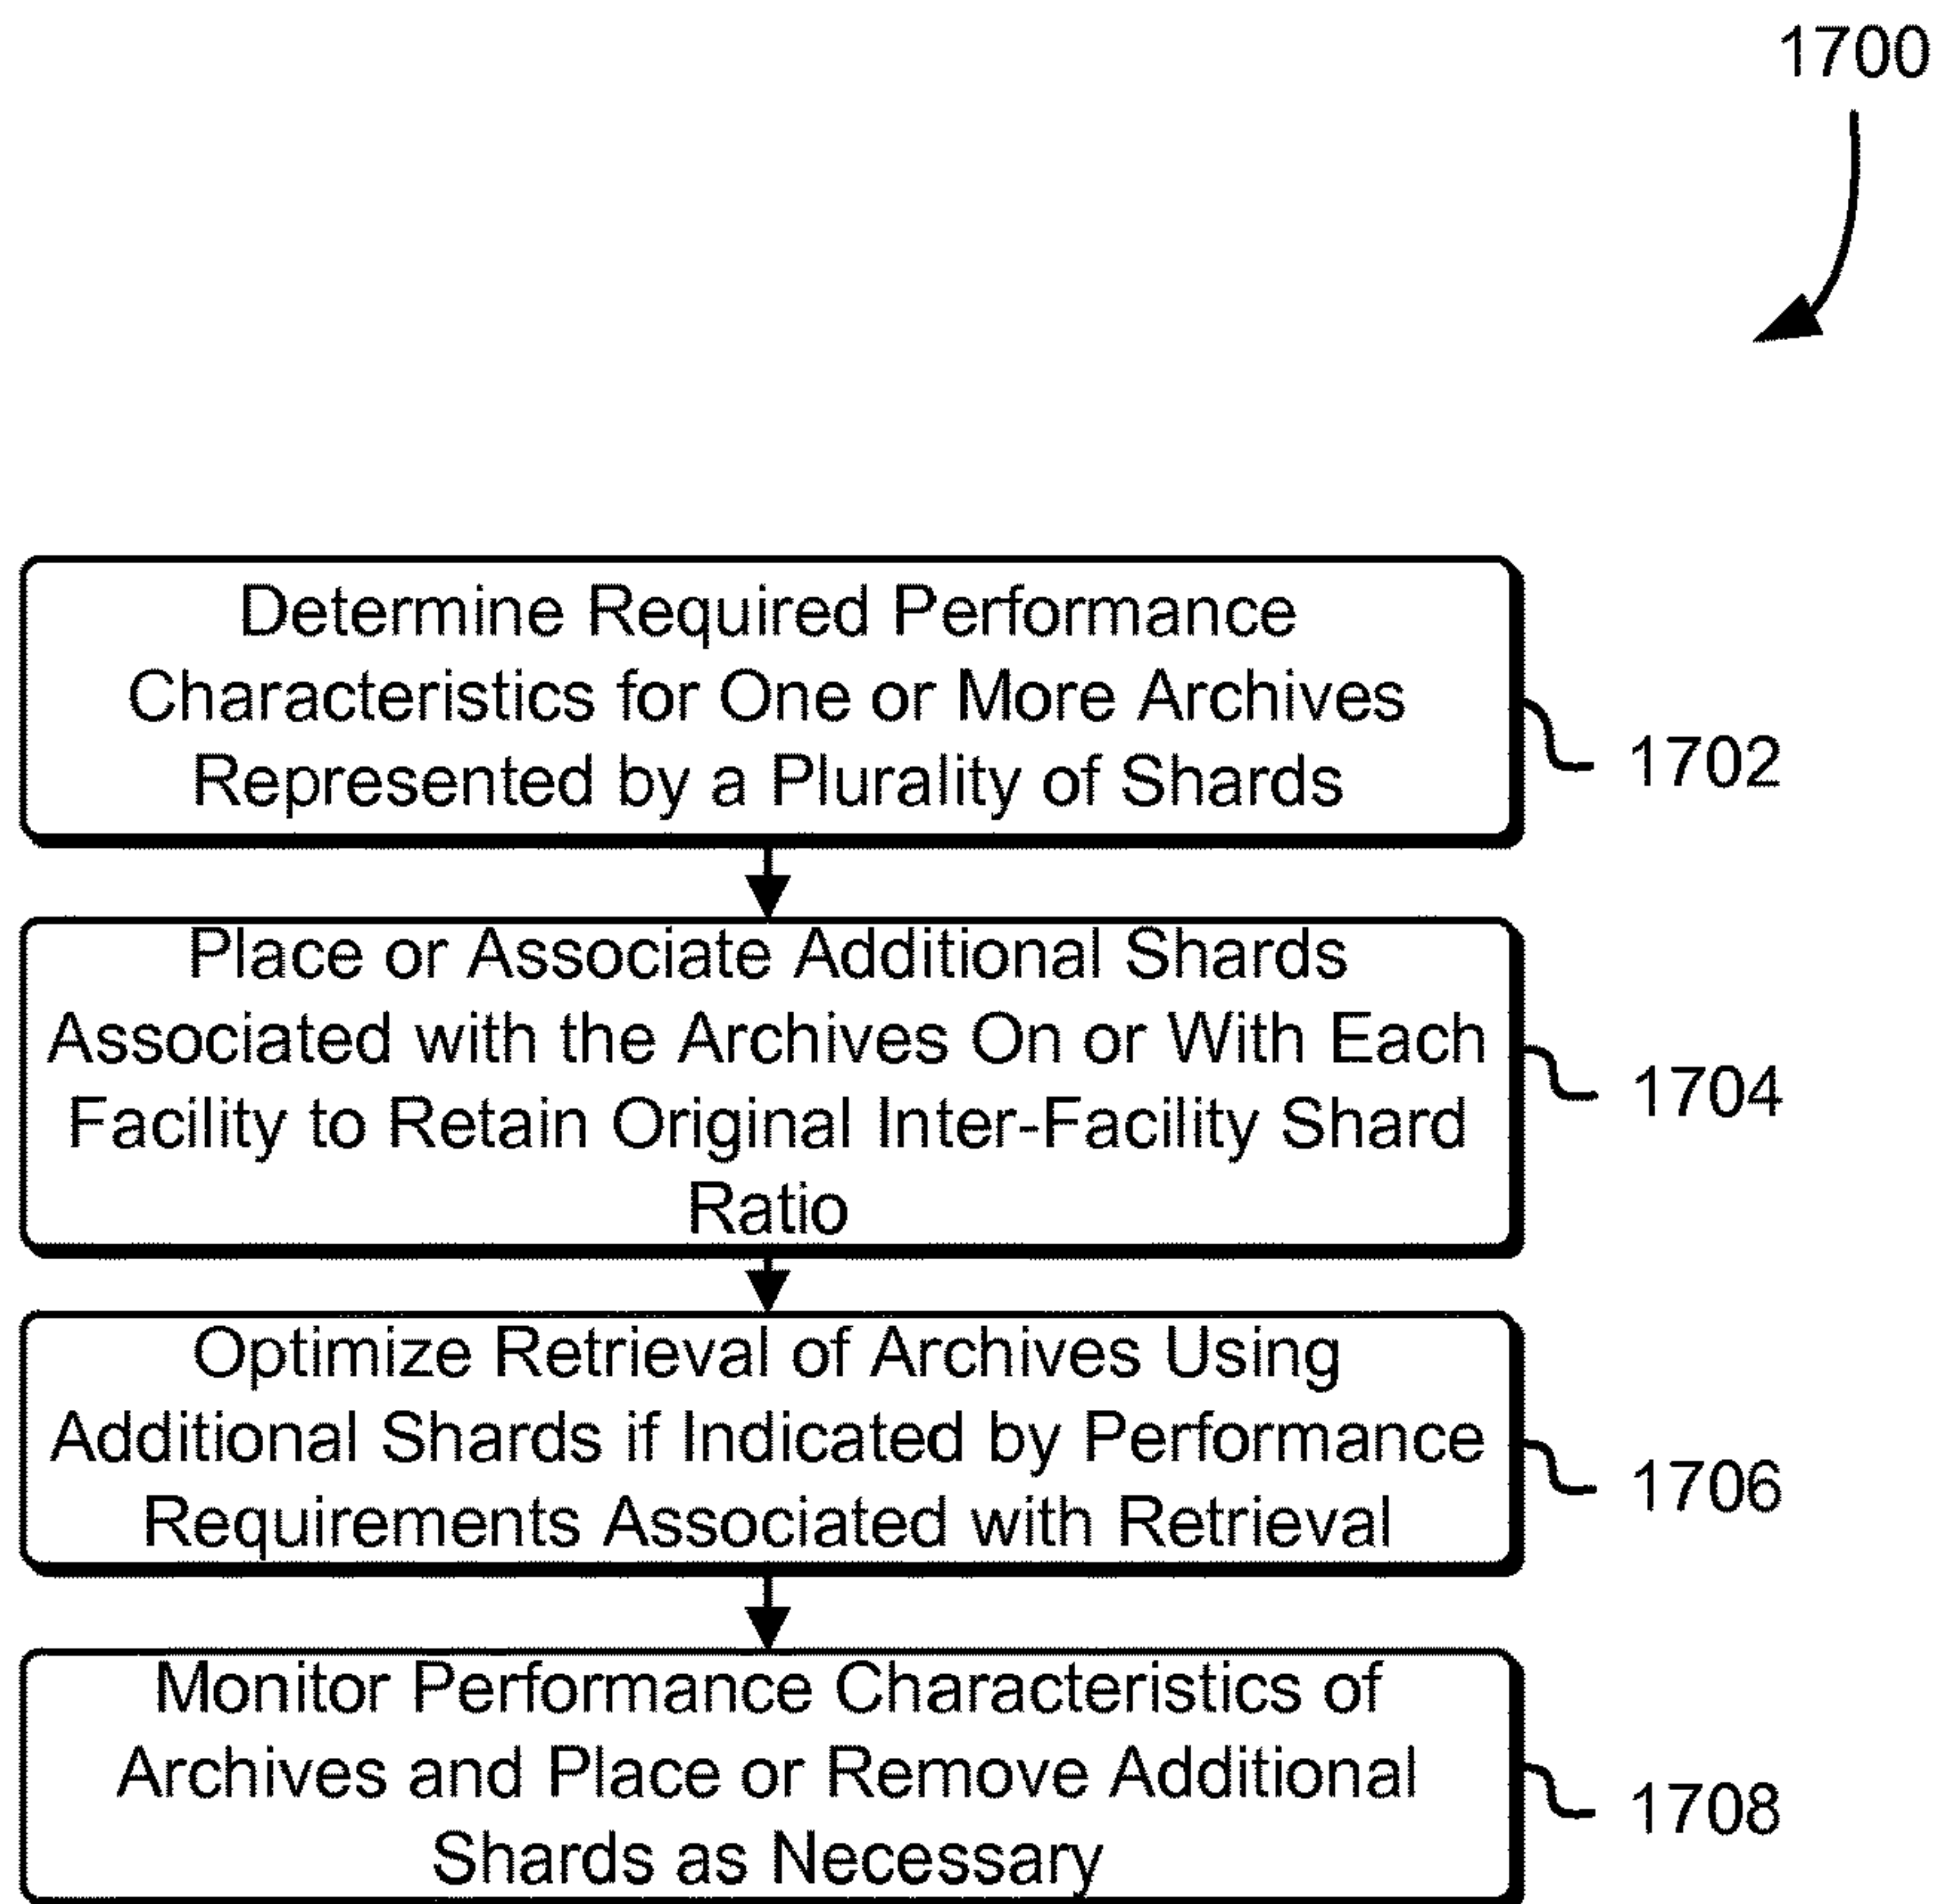 1700
Determine Required Performance
Characteristics for One or More Archives
Represented by a Plurality of Shards
1702
Place or Associate Additional Shards
Associated with the Archives On or With Each
Facility to Retain Original Inter-Facility Shard
Ratio
1704
Optimize Retrieval of Archives Using
Additional Shards if Indicated by Performance
Requirements Associated with Retrieval
1706
Monitor Performance Characteristics of
Archives and Place or Remove Additional
Shards as Necessary
1708